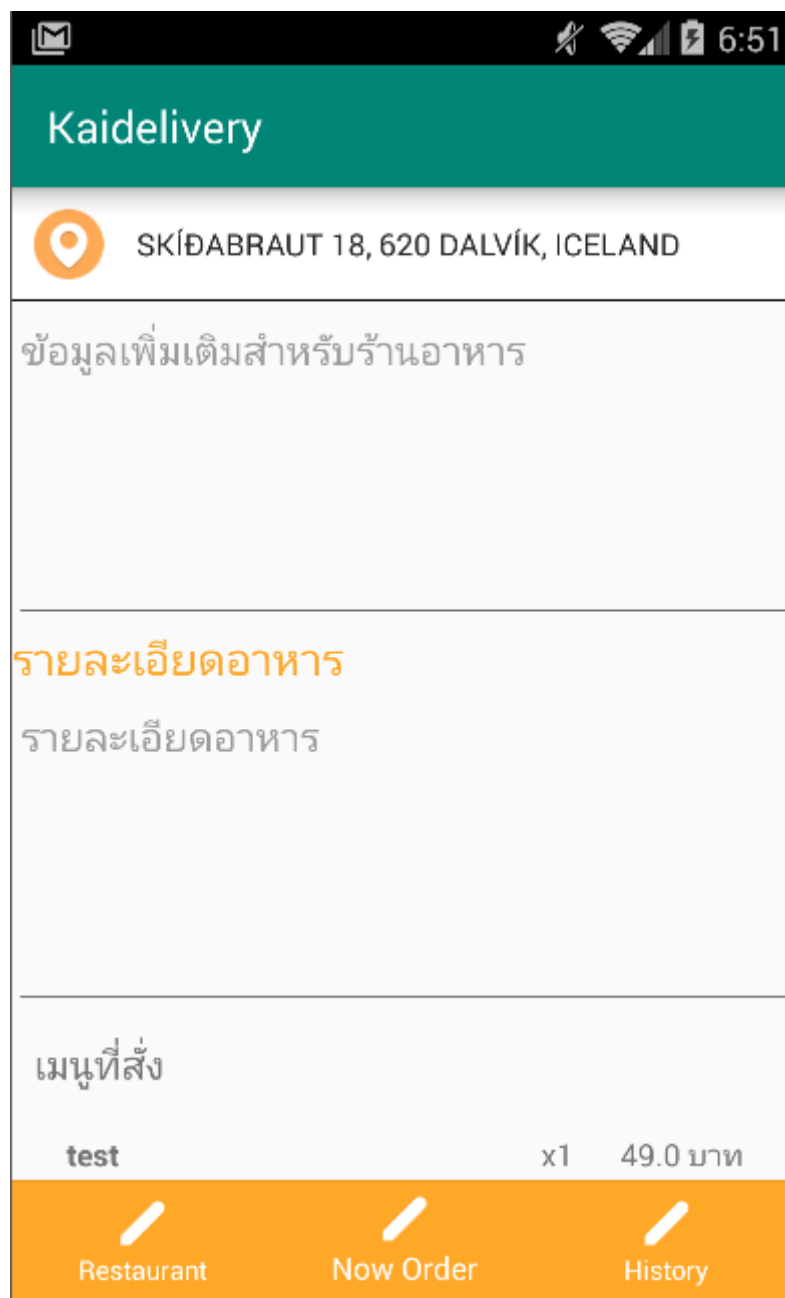 6:51
Kaidelivery
SKÍÐABRAUT 18, 620 DALVÍK, ICELAND
ข้อมูลเพิ่มเติมสำหรับร้านอาหาร
รายละเอียดอาหาร
รายละเอียดอาหาร
เมนูที่สั่ง
test x1 49.0 บาท
Restaurant Now Order History